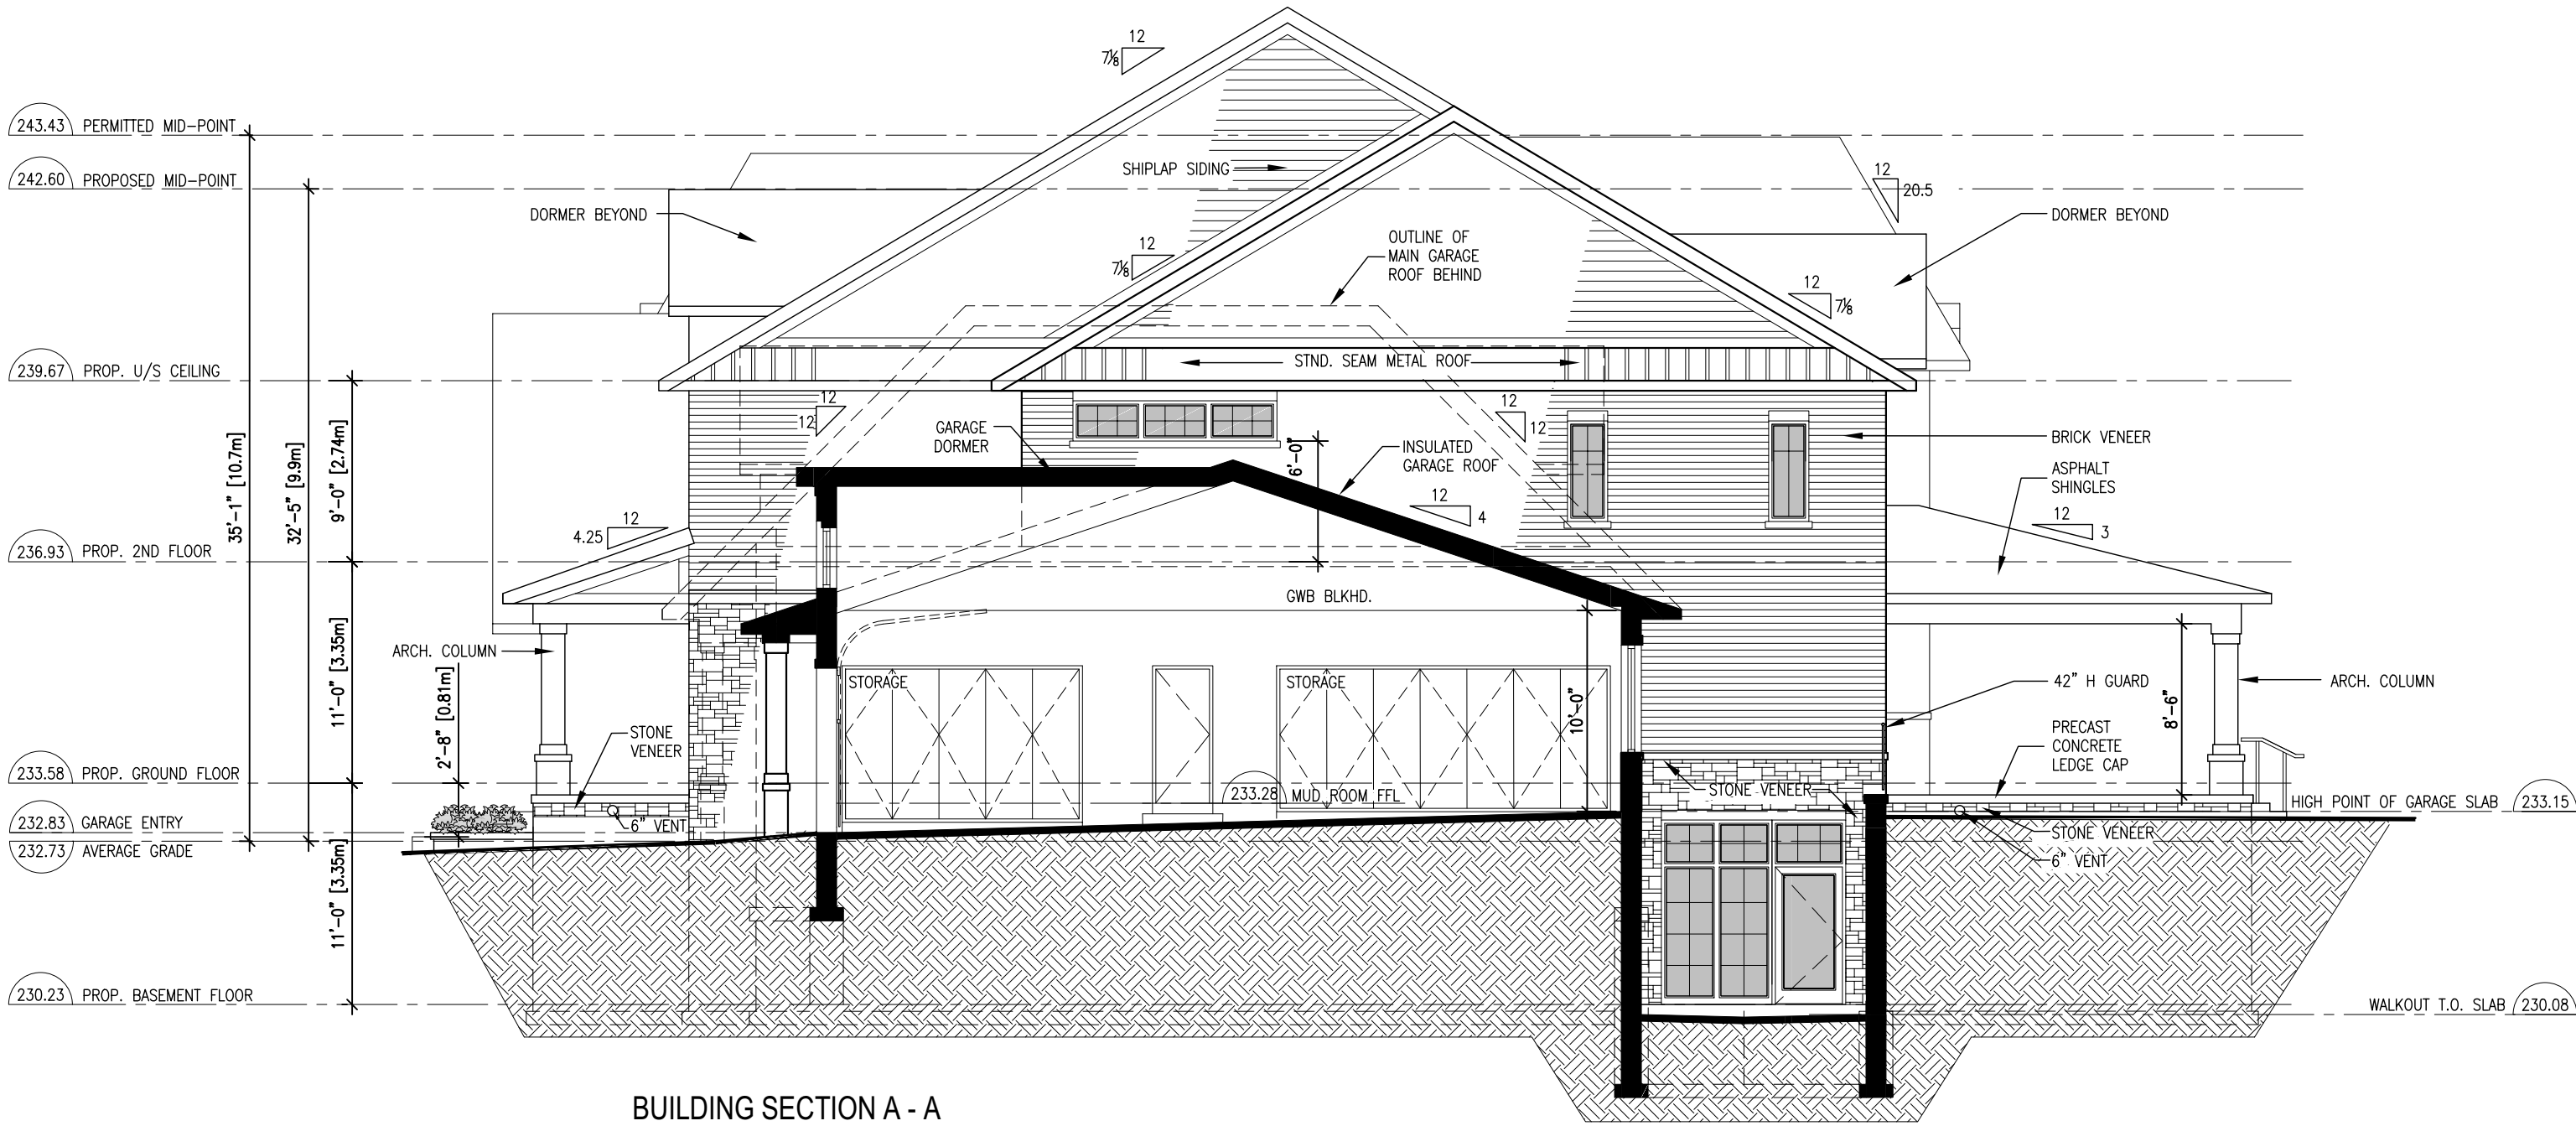 12
7⅛
243.43 PERMITTED MID-POINT
242.60 PROPOSED MID-POINT
SHIPLAP SIDING
12
20.5
DORMER BEYOND
DORMER BEYOND
OUTLINE OF
MAIN GARAGE
ROOF BEHIND
12
7⅛
12
7⅛
239.67 PROP. U/S CEILING
STND. SEAM METAL ROOF
12
12
12
12
GARAGE
DORMER
INSULATED
GARAGE ROOF
BRICK VENEER
ASPHALT
SHINGLES
35'-1" [10.7m]
32'-5" [9.9m]
9'-0" [2.74m]
6'-0"
12
4
12
4.25
12
3
236.93 PROP. 2ND FLOOR
GWB BLKHD.
ARCH. COLUMN
11'-0" [3.35m]
2'-8" [0.81m]
STORAGE
STORAGE
10'-0"
42" H GUARD
ARCH. COLUMN
8'-6"
STONE
VENEER
PRECAST
CONCRETE
LEDGE CAP
233.58 PROP. GROUND FLOOR
233.28 MUD ROOM FFL
STONE VENEER
HIGH POINT OF GARAGE SLAB 233.15
232.83 GARAGE ENTRY
6" VENT
STONE VENEER
232.73 AVERAGE GRADE
6" VENT
11'-0" [3.35m]
230.23 PROP. BASEMENT FLOOR
WALKOUT T.O. SLAB 230.08
BUILDING SECTION A - A